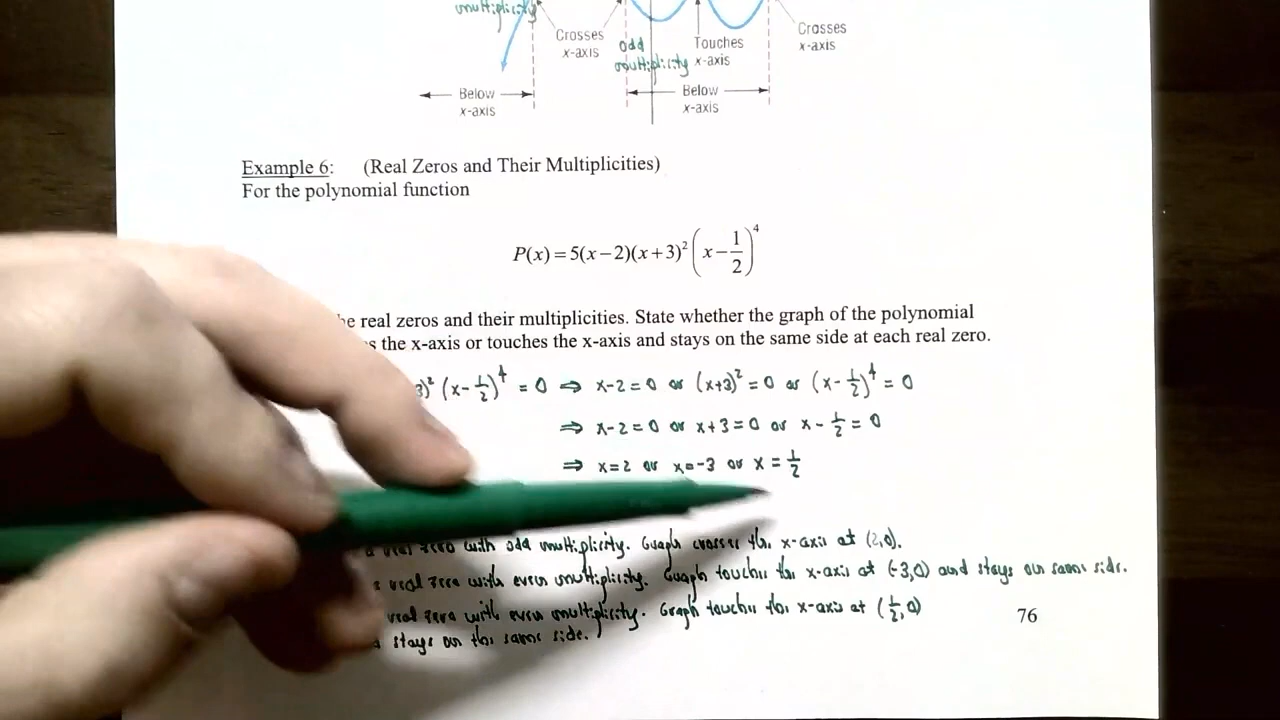 multiplicity
Crosses
x-axis
odd
multiplicity
Touches
x-axis
Crosses
x-axis
Below
x-axis
Below
x-axis
Example 6: (Real Zeros and Their Multiplicities)
For the polynomial function
P(x) = 5(x−2)(x+3)²(x−1/2)⁴
real zeros and their multiplicities. State whether the graph of the polynomial
the x-axis or touches the x-axis and stays on the same side at each real zero.
3)² (x-1/2)⁴ = 0 ⇒ x-2=0 or (x+3)²=0 or (x-1/2)⁴=0
⇒ x-2=0 or x+3=0 or x-1/2=0
⇒ x=2 or x=-3 or x=1/2
a real zero with odd multiplicity. Graph crosses the x-axis at (2,0).
real zero with even multiplicity. Graph touches the x-axis at (-3,0) and stays on same side.
real zero with even multiplicity. Graph touches the x-axis at (1/2,0)
stays on the same side.
76